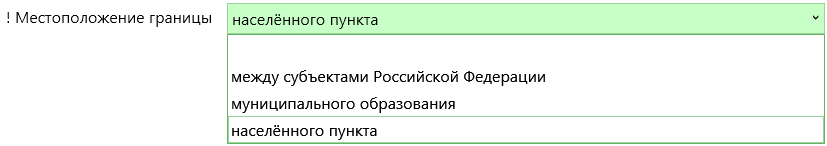 ! Местоположение границы населённого пункта
между субъектами Российской Федерации
муниципального образования
населённого пункта